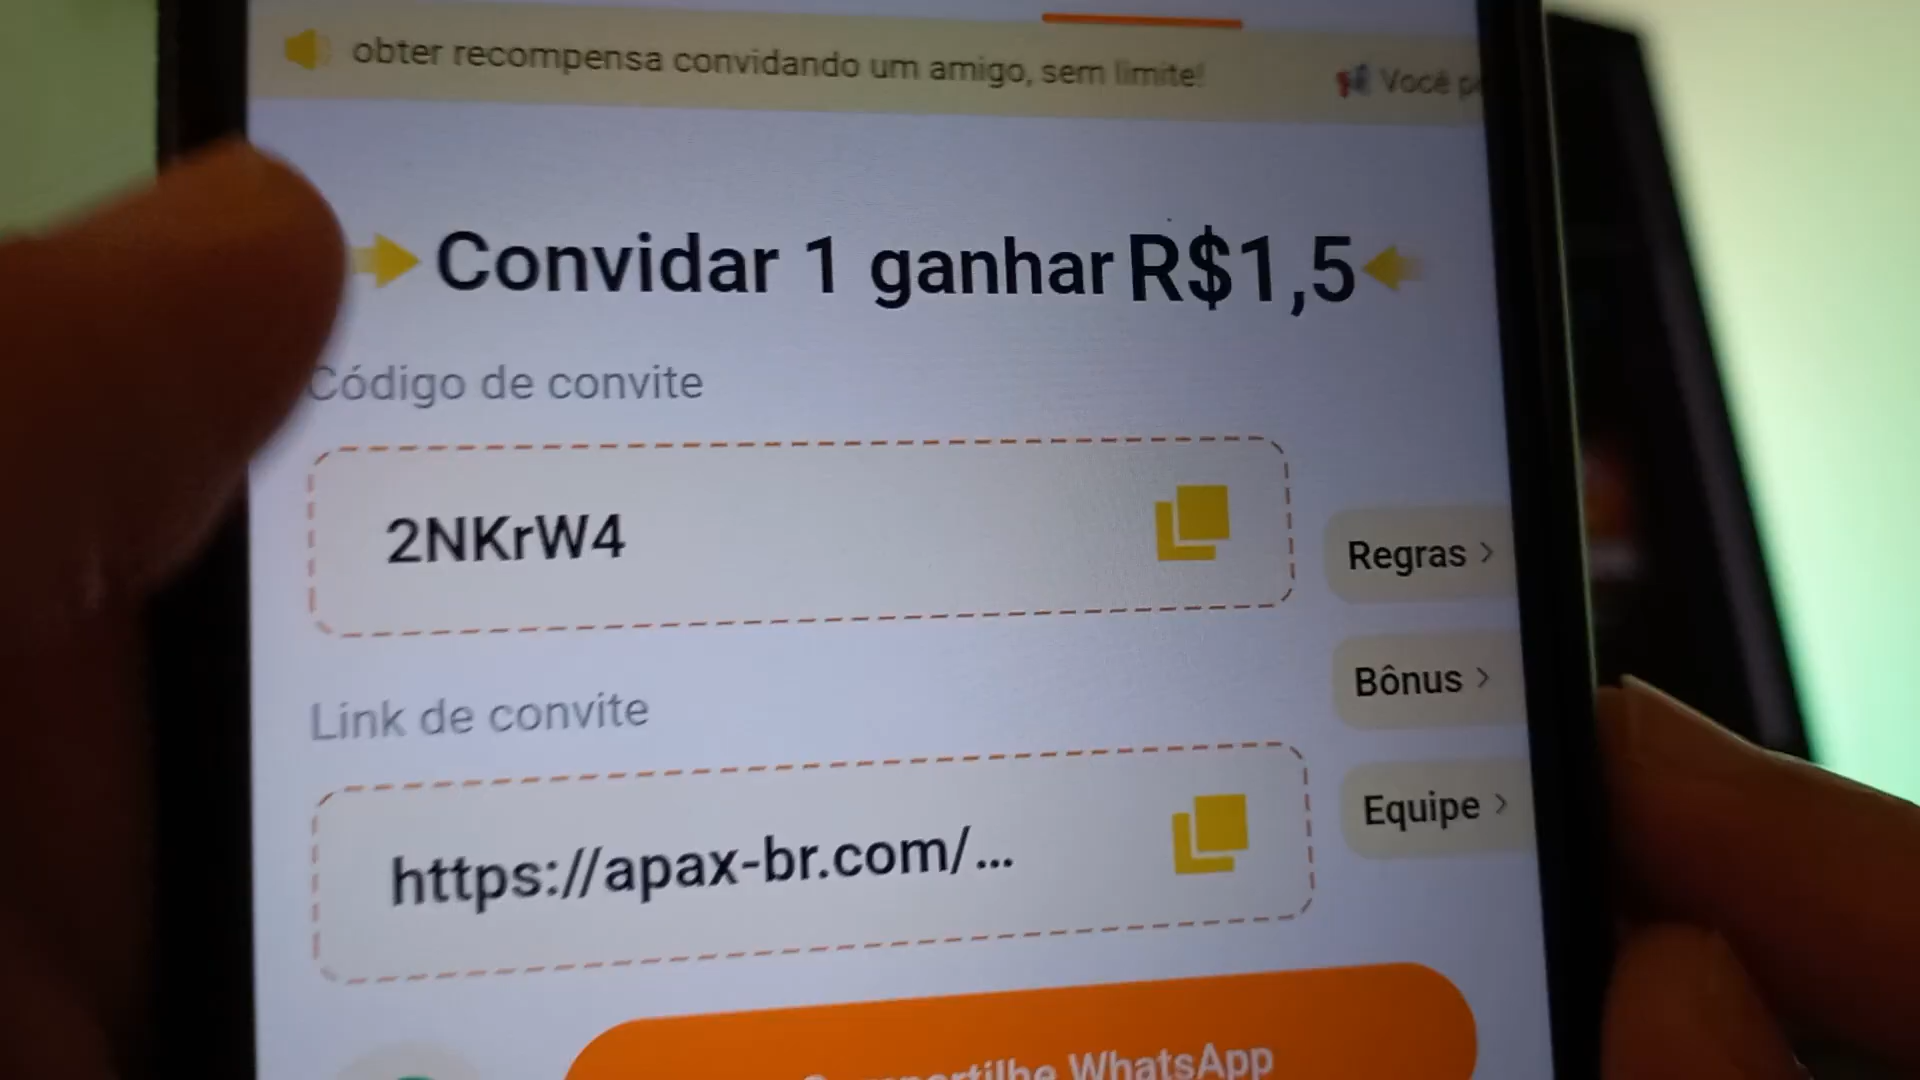 obter recompensa convidando um amigo, sem limite!
Você
Convidar 1 ganhar R$1,5
Código de convite
2NKrW4
Regras >
Bônus >
Link de convite
https://apax-br.com/...
Equipe >
WhatsApp